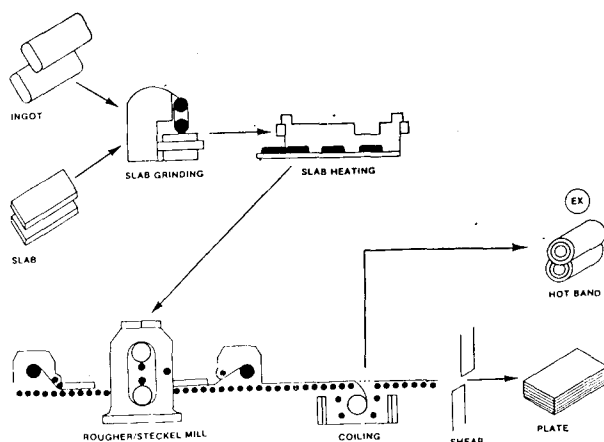 INGOT
SLAB GRINDING
SLAB HEATING
SLAB
EX
HOT BAND
ROUGHER/STECKEL MILL
COILING
SHEAR
PLATE